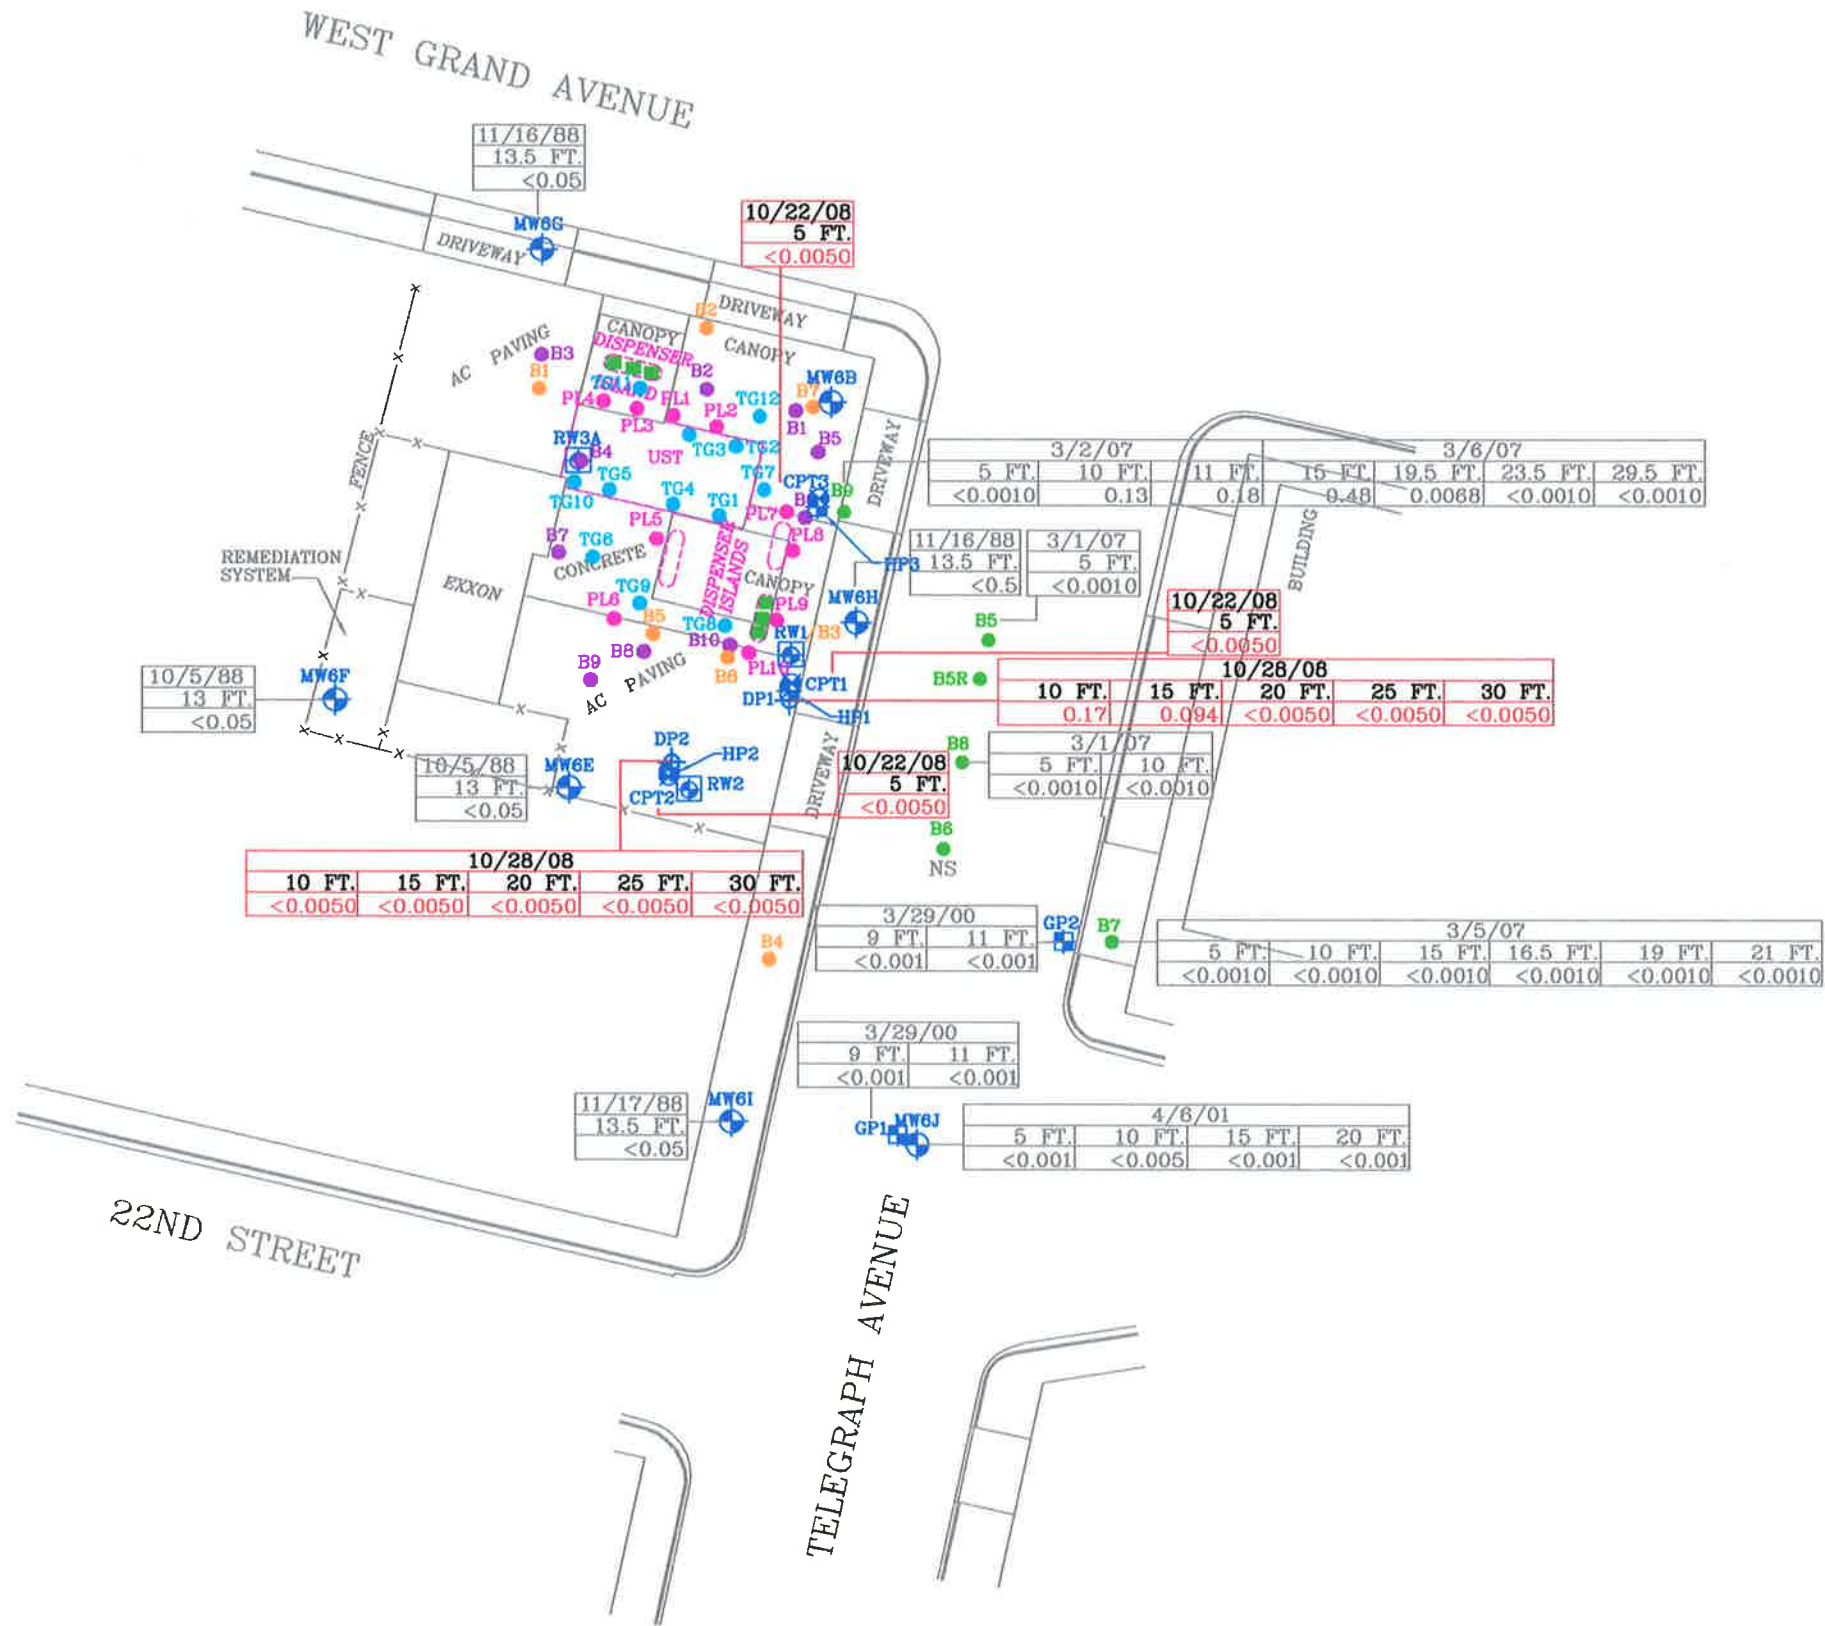 WEST GRAND AVENUE
11/16/88
13.5 FT.
<0.05
MW6G
DRIVEWAY
10/22/08
5 FT.
<0.0050
DRIVEWAY
B2
CANOPY
DISPENSER
CANOPY
AC PAVING
B3
B1
B2
MW6B
B7
TG11
PL4
PL3
PL1
PL2
TG12
B1
B5
RW3A
B4
UST
TG3
TG2
TG7
CPT3
B9
DRIVEWAY
FENCE
TG10
TG5
TG4
TG1
PL7
PL8
PL5
HP3
3/2/07 3/6/07
5 FT. 10 FT. 11 FT. 15 FT. 19.5 FT. 23.5 FT. 29.5 FT.
<0.0010 0.13 0.18 0.48 0.0068 <0.0010 <0.0010
BUILDING
11/16/88
13.5 FT.
<0.5
3/1/07
5 FT.
<0.0010
B7
TG6
CONCRETE
DISPENSER
ISLANDS
CANOPY
REMEDIATION
SYSTEM
EXXON
TG9
PL6
B5
TG8
PL9
MW6H
B3
RW1
B5
10/22/08
5 FT.
<0.0050
B10
B8
B9
B6
PL10
AC PAVING
CPT1
DP1
HP1
B5R
10/28/08
10 FT. 15 FT. 20 FT. 25 FT. 30 FT.
0.17 0.094 <0.0050 <0.0050 <0.0050
10/5/88
13 FT.
<0.05
MW6F
DP2
HP2
CPT2
RW2
DRIVEWAY
10/22/08
5 FT.
<0.0050
B8
3/1/07
5 FT. 10 FT.
<0.0010 <0.0010
10/5/88
13 FT.
<0.05
MW6E
B6
NS
10/28/08
10 FT. 15 FT. 20 FT. 25 FT. 30 FT.
<0.0050 <0.0050 <0.0050 <0.0050 <0.0050
B4
3/29/00
9 FT. 11 FT.
<0.001 <0.001
GP2
B7
3/5/07
5 FT. 10 FT. 15 FT. 16.5 FT. 19 FT. 21 FT.
<0.0010 <0.0010 <0.0010 <0.0010 <0.0010 <0.0010
3/29/00
9 FT. 11 FT.
<0.001 <0.001
11/17/88
13.5 FT.
<0.05
MW6I
GP1
MW6J
4/6/01
5 FT. 10 FT. 15 FT. 20 FT.
<0.001 <0.005 <0.001 <0.001
22ND STREET
TELEGRAPH AVENUE